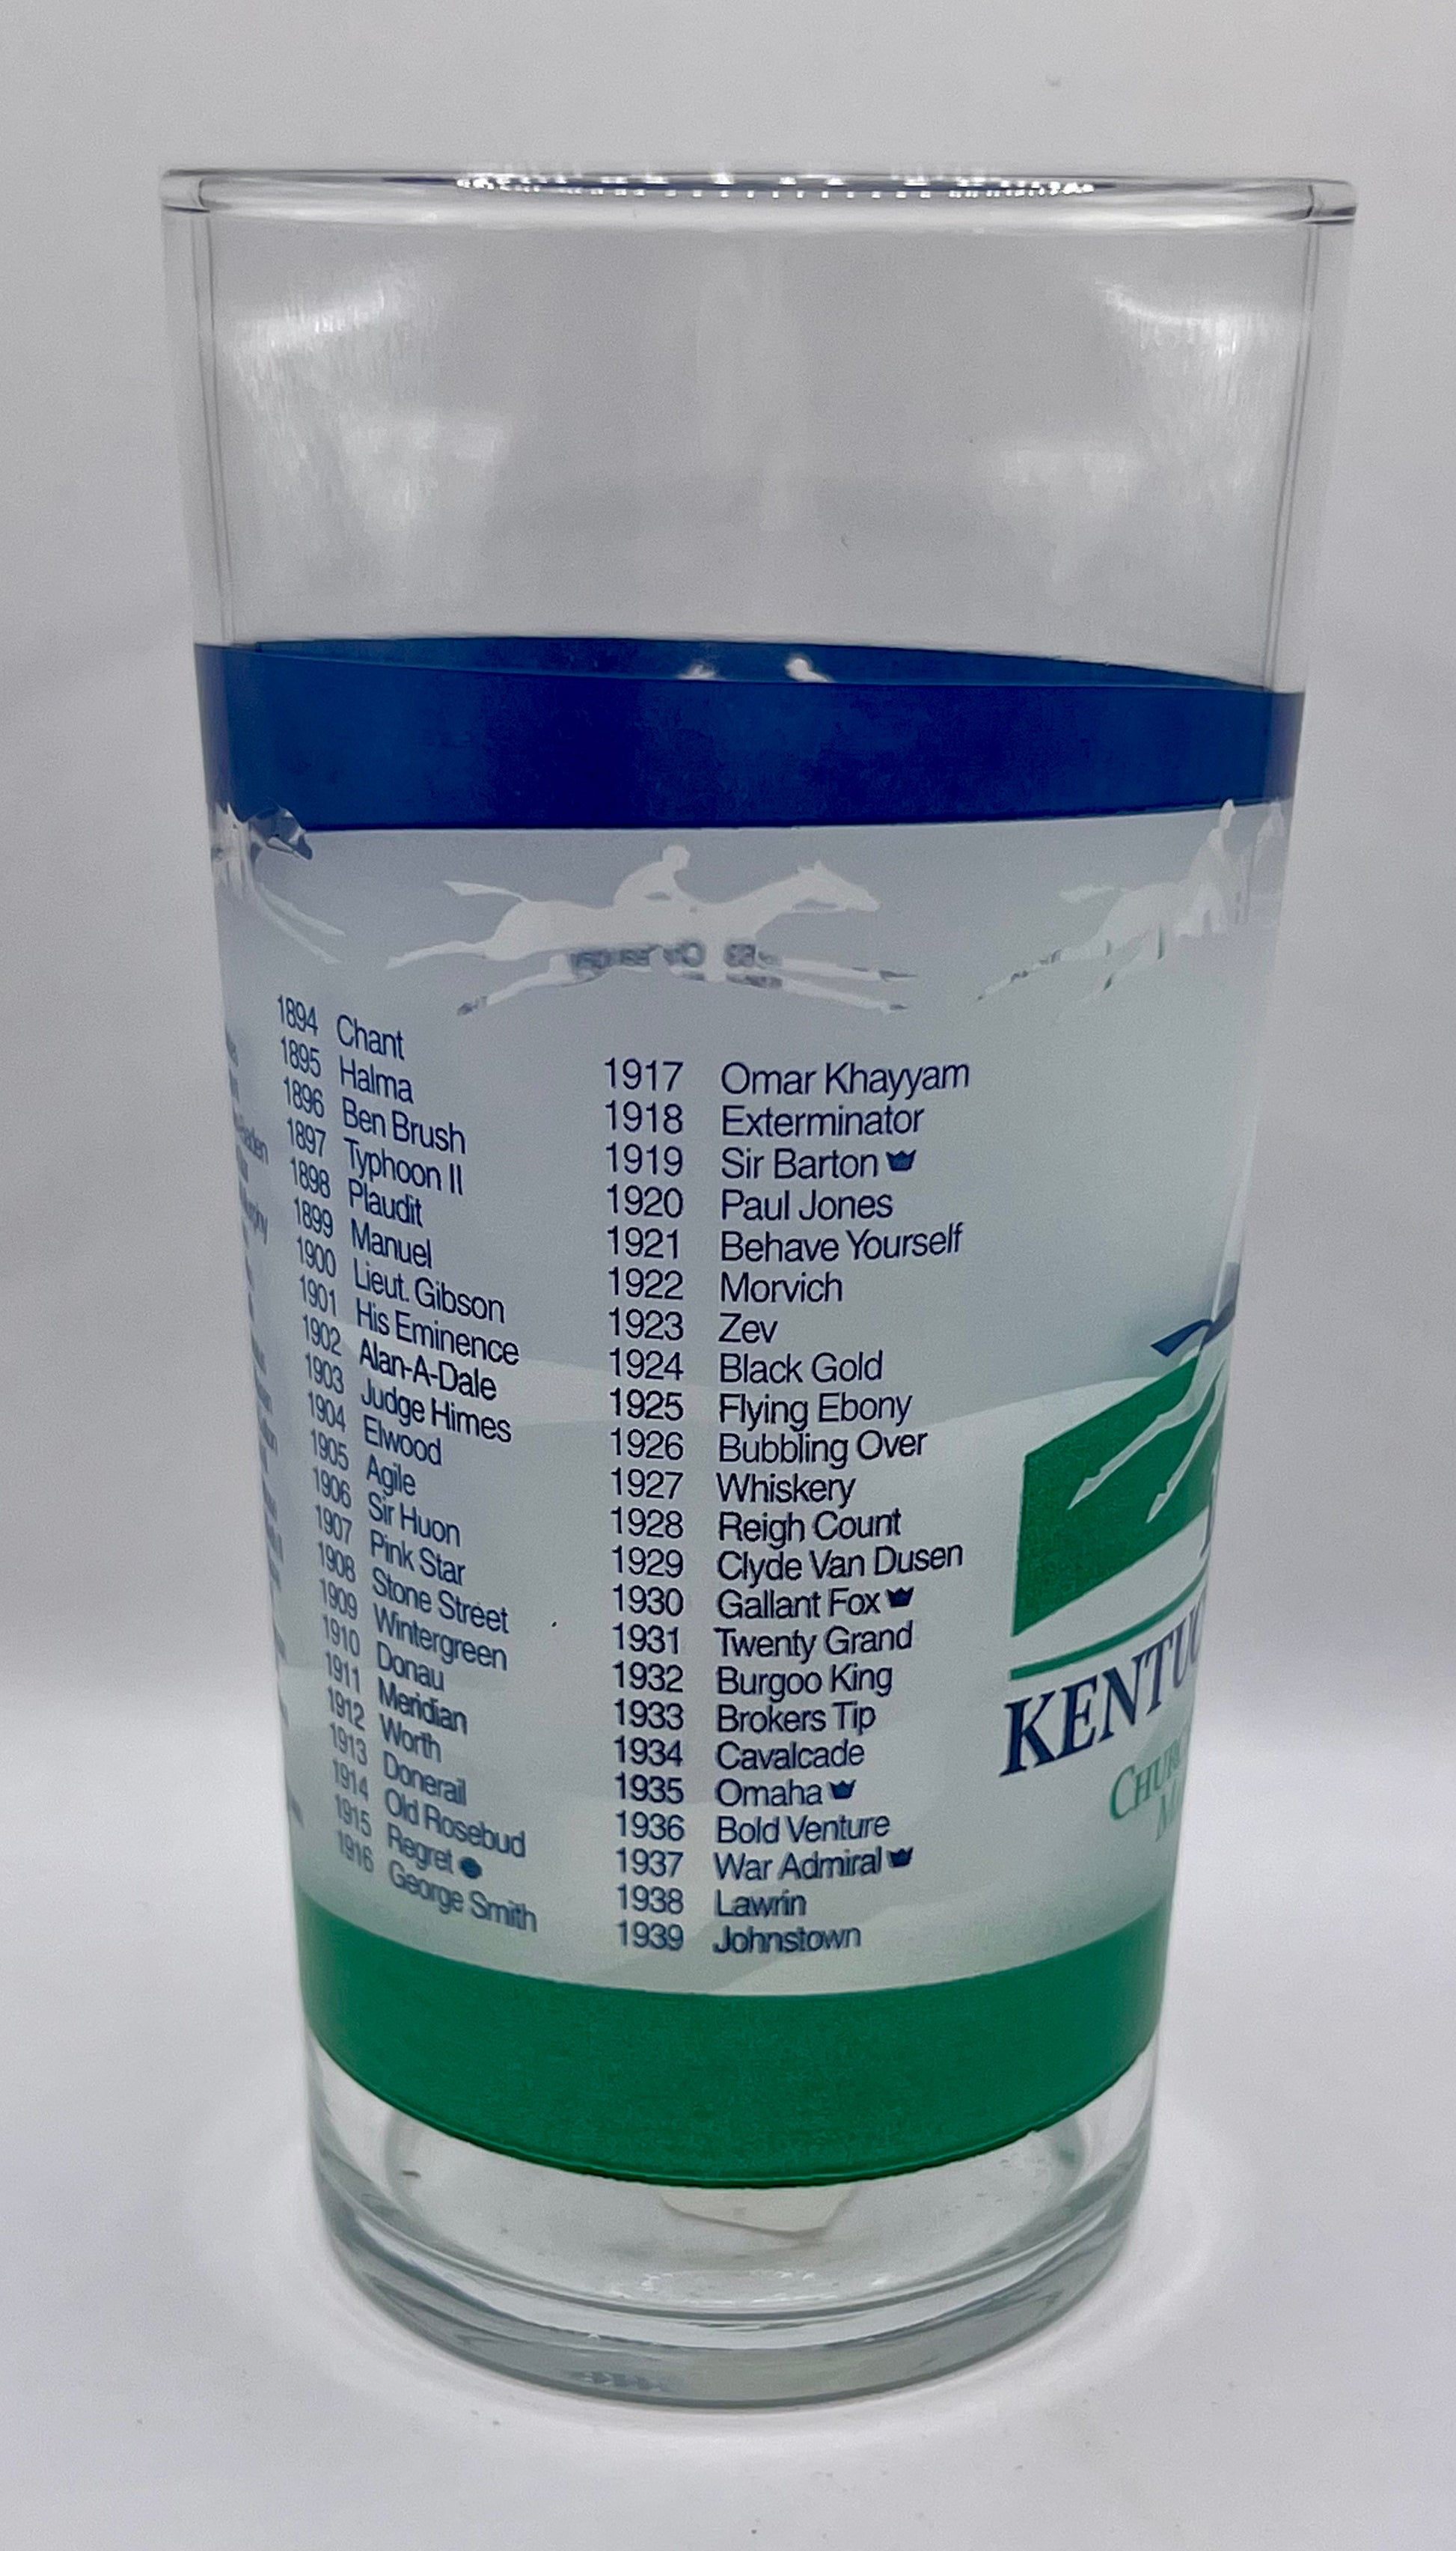 1894 Chant
1895 Halma
1896 Ben Brush
1897 Typhoon II
1898 Plaudit
1899 Manuel
1900 Lieut. Gibson
1901 His Eminence
1902 Alan-A-Dale
1903 Judge Himes
1904 Elwood
1905 Agile
1906 Sir Huon
1907 Pink Star
1908 Stone Street
1909 Wintergreen
1910 Donau
1911 Meridian
1912 Worth
1913 Donerail
1914 Old Rosebud
1915 Regret
1916 George Smith
1917 Omar Khayyam
1918 Exterminator
1919 Sir Barton
1920 Paul Jones
1921 Behave Yourself
1922 Morvich
1923 Zev
1924 Black Gold
1925 Flying Ebony
1926 Bubbling Over
1927 Whiskery
1928 Reigh Count
1929 Clyde Van Dusen
1930 Gallant Fox
1931 Twenty Grand
1932 Burgoo King
1933 Brokers Tip
1934 Cavalcade
1935 Omaha
1936 Bold Venture
1937 War Admiral
1938 Lawrin
1939 Johnstown
KENTUC
CHUR